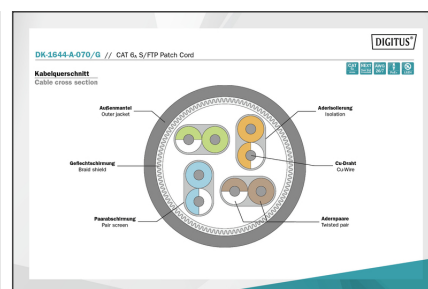 DIGITUS®
DK-1644-A-070/G // CAT 6A S/FTP Patch Cord
Kabelquerschnitt
Cable cross section
Außenmantel
Outer jacket
Aderisolierung
Isolation
Geflechtschirmung
Braid shield
Cu-Draht
Cu-Wire
Paarabschirmung
Pair screen
Adernpaare
Twisted pair